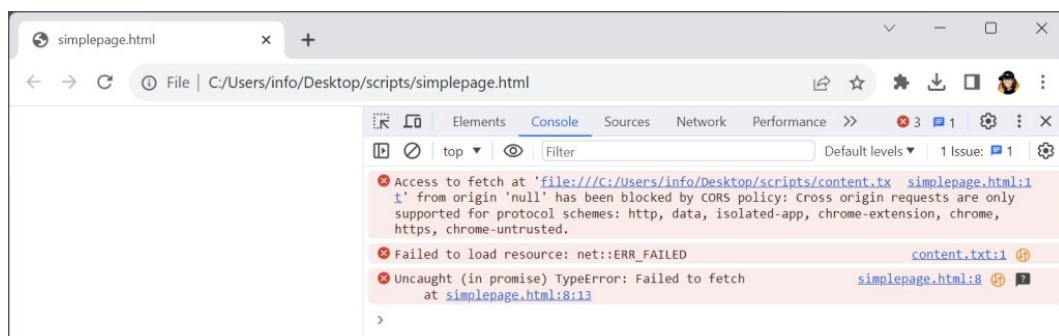 simplepage.html
File | C:/Users/info/Desktop/scripts/simplepage.html
Elements Console Sources Network Performance 3 1
top Filter Default levels 1 Issue: 1
Access to fetch at 'file:///C:/Users/info/Desktop/scripts/content.tx simplepage.html:1
t' from origin 'null' has been blocked by CORS policy: Cross origin requests are only
supported for protocol schemes: http, data, isolated-app, chrome-extension, chrome,
https, chrome-untrusted.
Failed to load resource: net::ERR_FAILED content.txt:1
Uncaught (in promise) TypeError: Failed to fetch simplepage.html:8
at simplepage.html:8:13